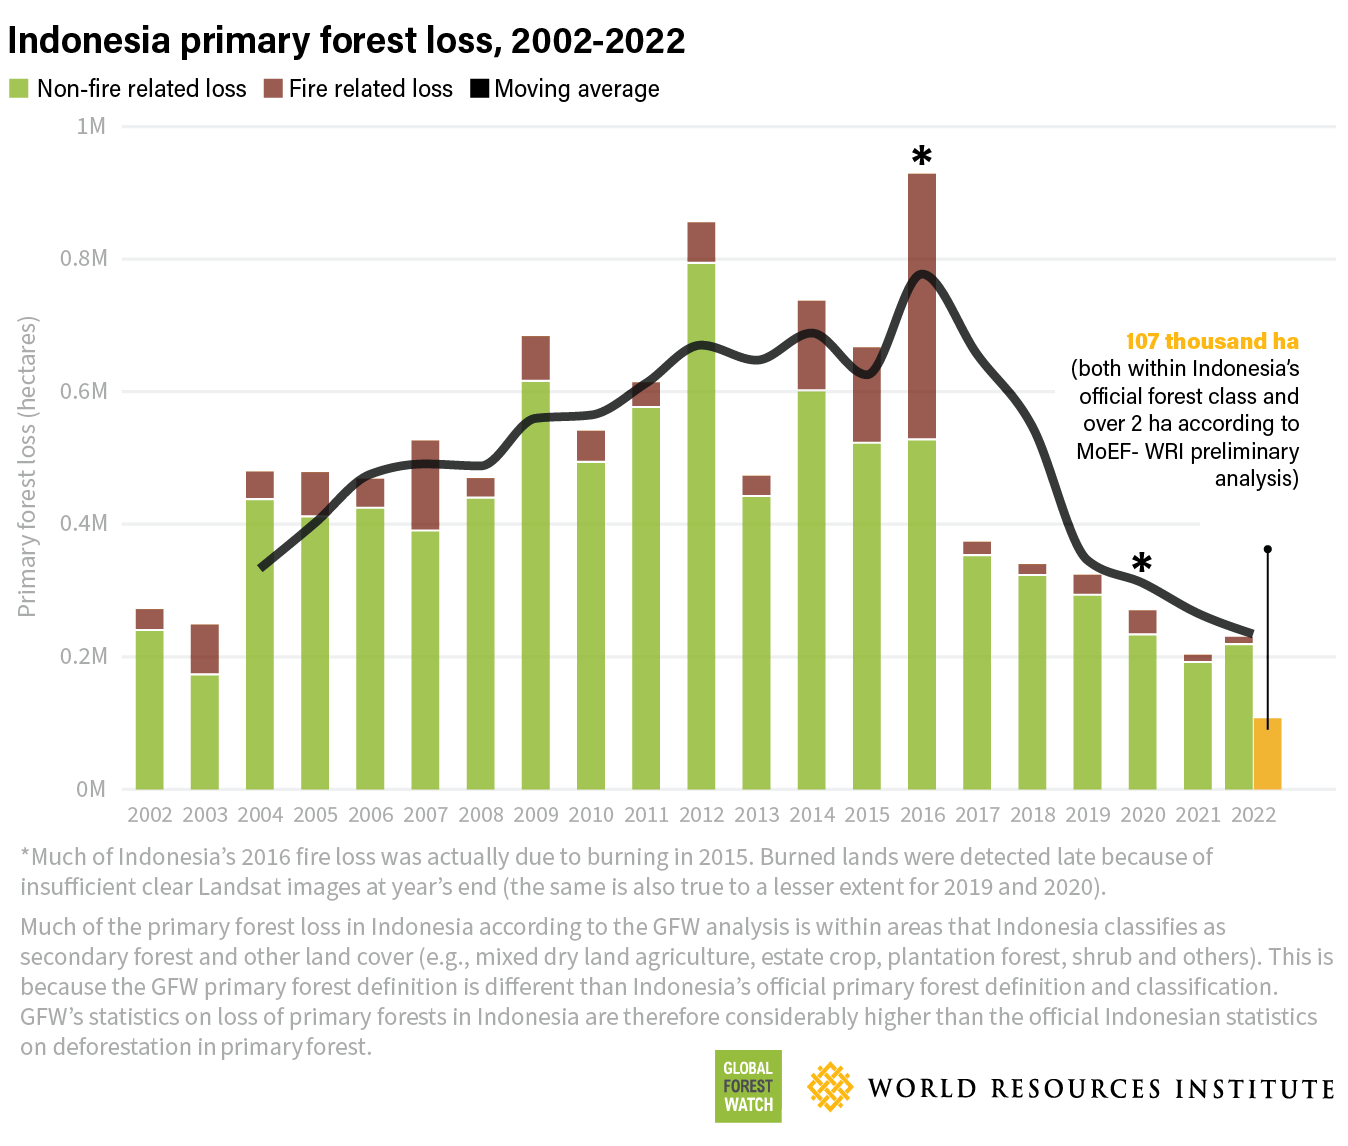 Indonesia primary forest loss, 2002-2022
Non-fire related loss Fire related loss Moving average
1M
0.8M
0.6M
0.4M
0.2M
0M
Primary forest loss (hectares)
*
*
107 thousand ha
(both within Indonesia's
official forest class and
over 2 ha according to
MoEF- WRI preliminary
analysis)
2002 2003 2004 2005 2006 2007 2008 2009 2010 2011 2012 2013 2014 2015 2016 2017 2018 2019 2020 2021 2022
*Much of Indonesia's 2016 fire loss was actually due to burning in 2015. Burned lands were detected late because of
insufficient clear Landsat images at year's end (the same is also true to a lesser extent for 2019 and 2020).
Much of the primary forest loss in Indonesia according to the GFW analysis is within areas that Indonesia classifies as
secondary forest and other land cover (e.g., mixed dry land agriculture, estate crop, plantation forest, shrub and others). This is
because the GFW primary forest definition is different than Indonesia's official primary forest definition and classification.
GFW's statistics on loss of primary forests in Indonesia are therefore considerably higher than the official Indonesian statistics
on deforestation in primary forest.
GLOBAL
FOREST
WATCH
WORLD RESOURCES INSTITUTE